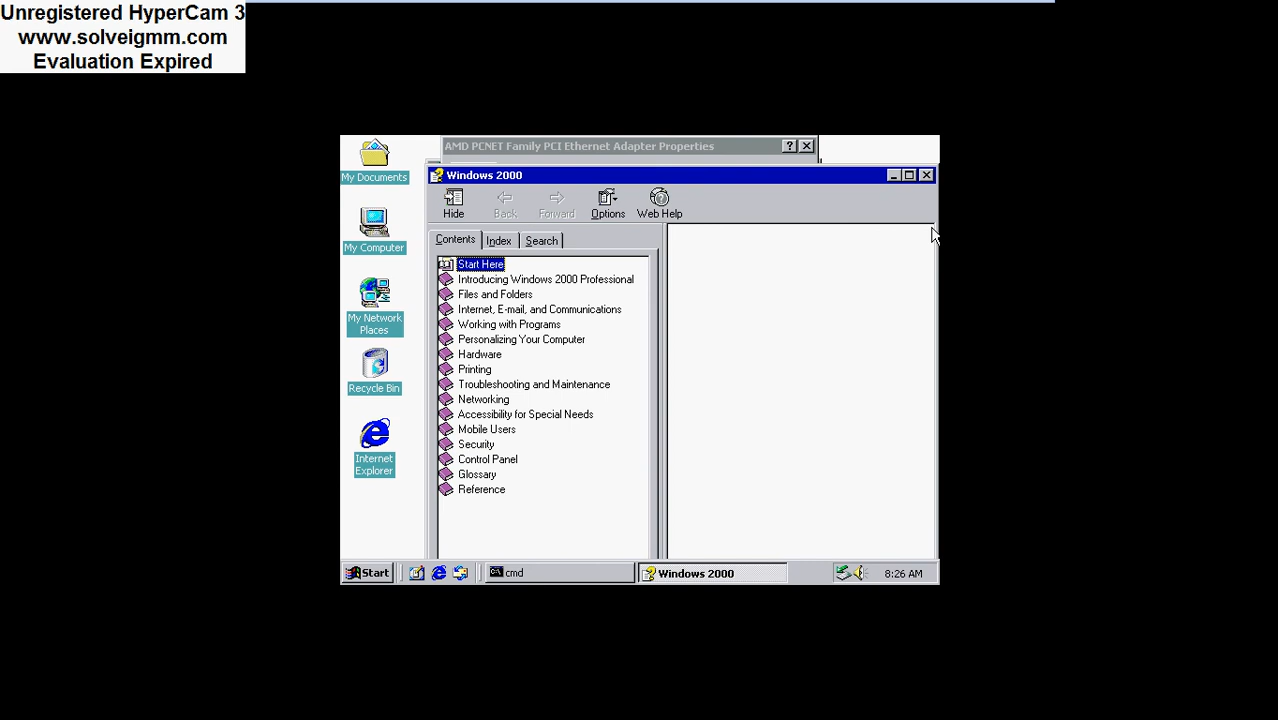 Unregistered HyperCam 3
www.solveigmm.com
Evaluation Expired
My Documents
My Computer
My Network
Places
Recycle Bin
Internet
Explorer
AMD PCNET Family PCI Ethernet Adapter Properties
Windows 2000
Hide
Back
Forward
Options
Web Help
Contents
Index
Search
Start Here
Introducing Windows 2000 Professional
Files and Folders
Internet, E-mail, and Communications
Working with Programs
Personalizing Your Computer
Hardware
Printing
Troubleshooting and Maintenance
Networking
Accessibility for Special Needs
Mobile Users
Security
Control Panel
Glossary
Reference
Start
cmd
Windows 2000
8:26 AM